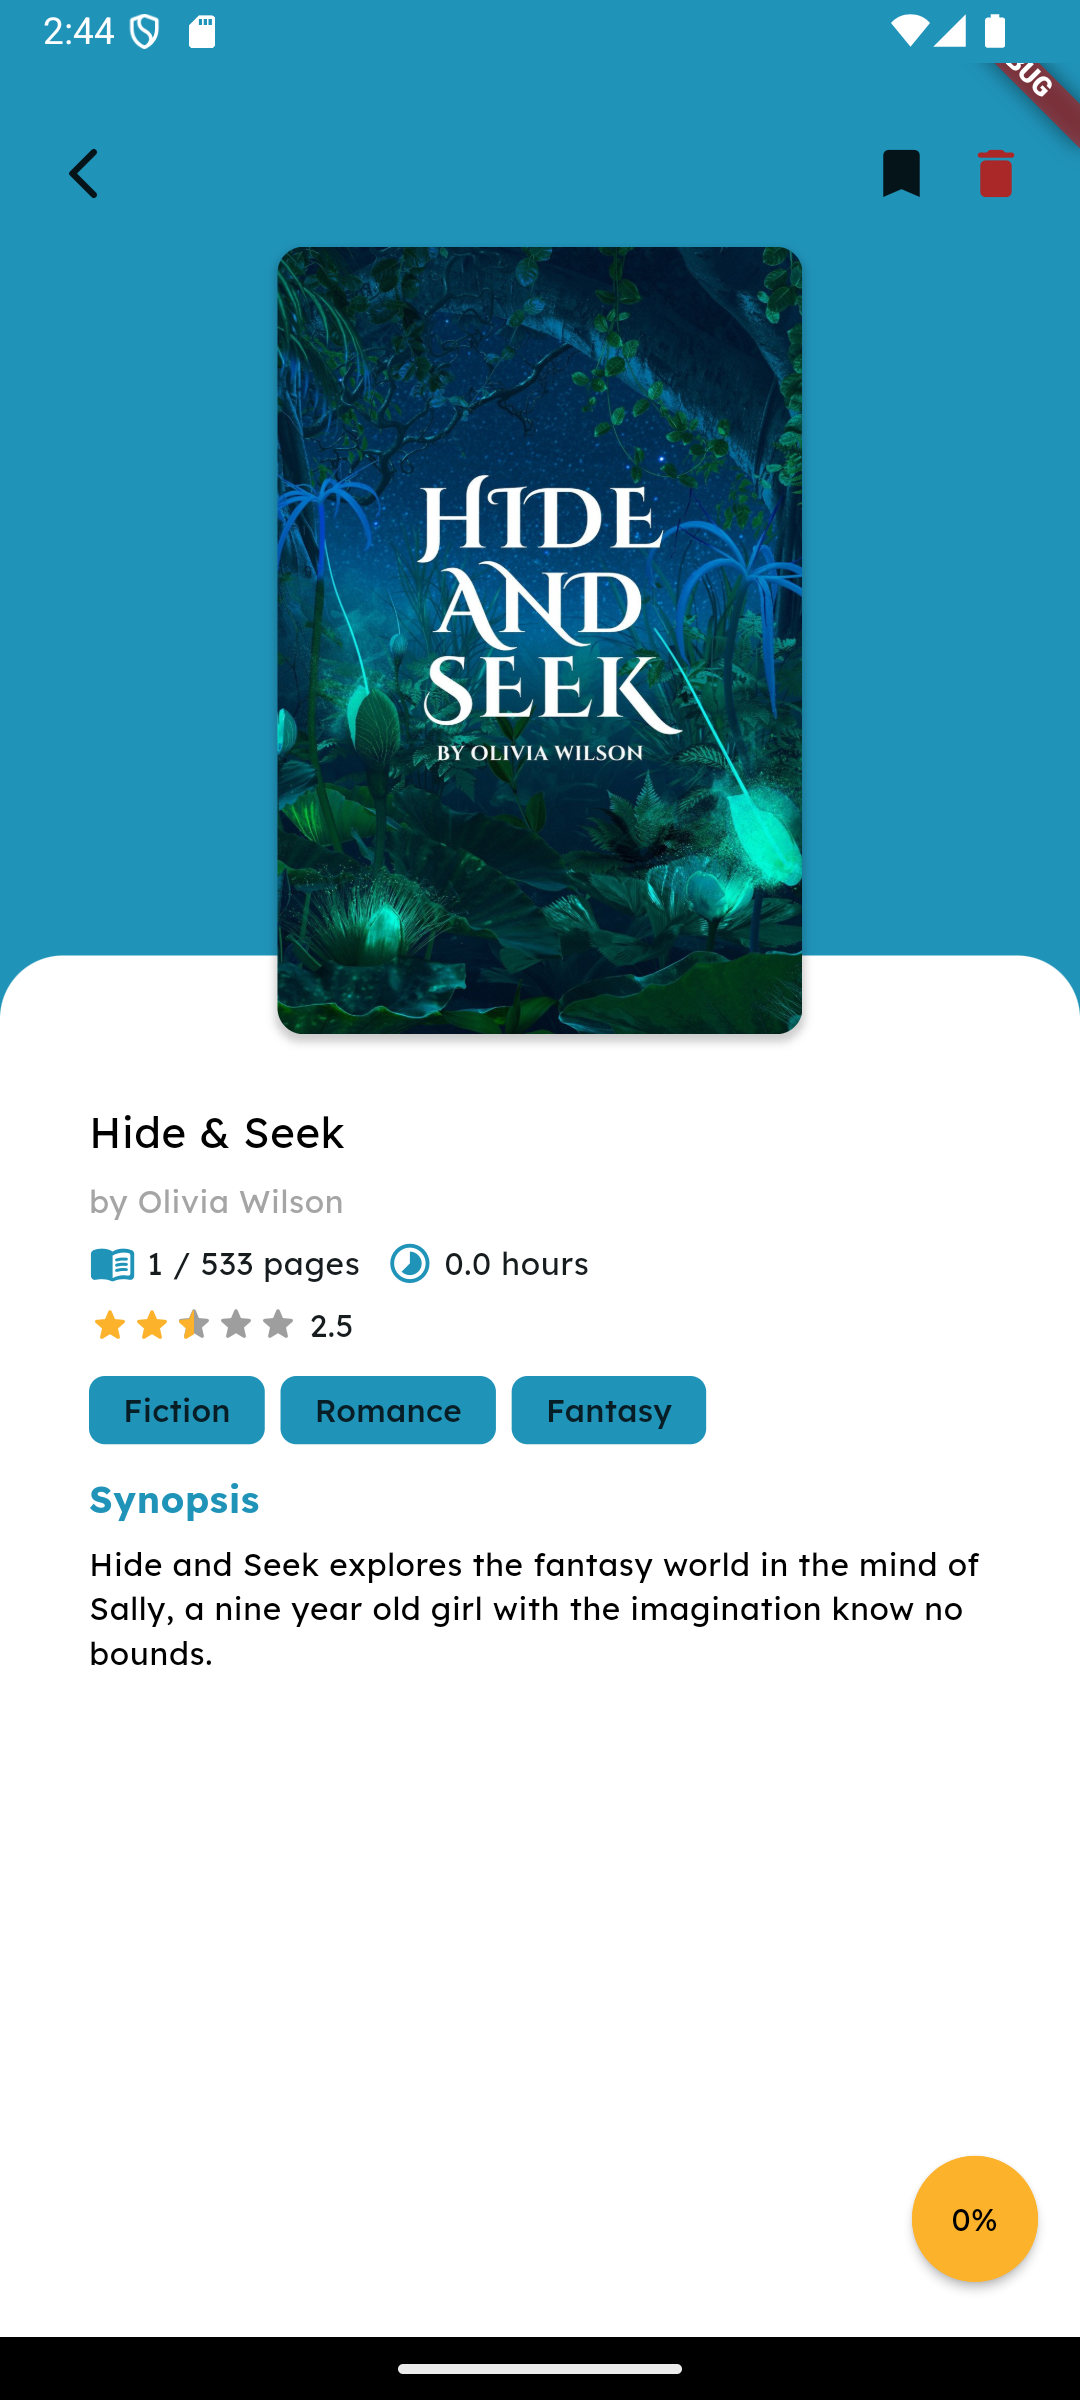 2:44
BUG
HIDE
AND
SEEK
BY OLIVIA WILSON
Hide & Seek
by Olivia Wilson
1 / 533 pages 0.0 hours
2.5
Fiction Romance Fantasy
Synopsis
Hide and Seek explores the fantasy world in the mind of
Sally, a nine year old girl with the imagination know no
bounds.
0%